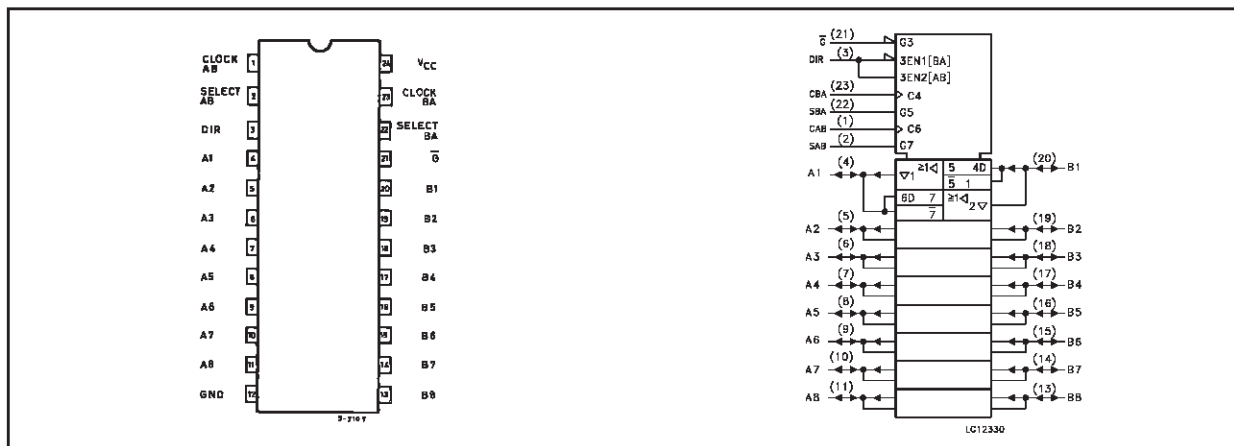 CLOCK AB 1
SELECT AB 2
DIR 3
A1 4
A2 5
A3 6
A4 7
A5 8
A6 9
A7 10
A8 11
GND 12
24 VCC
23 CLOCK BA
22 SELECT BA
21 G̅
20 B1
19 B2
18 B3
17 B4
16 B5
15 B6
14 B7
13 B8
S-7107
G̅ (21) G3
DIR (3) 3EN1[BA]
3EN2[AB]
CBA (23) C4
SBA (22) G5
CAB (1) C6
SAB (2) G7
A1 (4) ▽1 ≥1◁ 5 4D (20) B1
5̅ 1
6D 7 ≥1◁ 2▽
7̅
A2 (5) (19) B2
A3 (6) (18) B3
A4 (7) (17) B4
A5 (8) (16) B5
A6 (9) (15) B6
A7 (10) (14) B7
A8 (11) (13) B8
LC12330